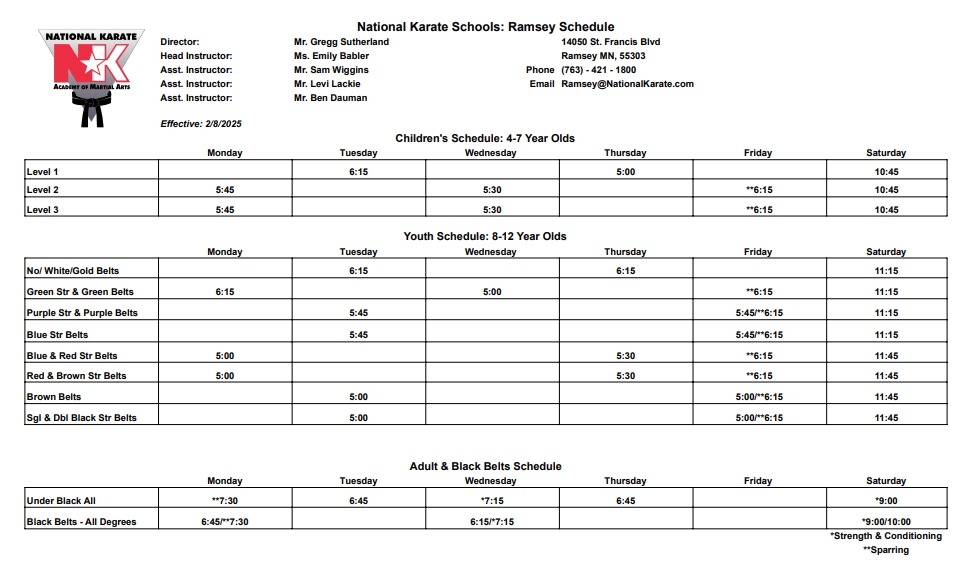 National Karate Schools: Ramsey Schedule
NATIONAL KARATE
NK
ACADEMY OF MARTIAL ARTS
Director: Mr. Gregg Sutherland 14050 St. Francis Blvd
Head Instructor: Ms. Emily Babler Ramsey MN, 55303
Asst. Instructor: Mr. Sam Wiggins Phone (763) - 421 - 1800
Asst. Instructor: Mr. Levi Lackie Email Ramsey@NationalKarate.com
Asst. Instructor: Mr. Ben Dauman
Effective: 2/8/2025
Children's Schedule: 4-7 Year Olds
Monday Tuesday Wednesday Thursday Friday Saturday
Level 1 6:15 5:00 10:45
Level 2 5:45 5:30 **6:15 10:45
Level 3 5:45 5:30 **6:15 10:45
Youth Schedule: 8-12 Year Olds
Monday Tuesday Wednesday Thursday Friday Saturday
No/ White/Gold Belts 6:15 6:15 11:15
Green Str & Green Belts 6:15 5:00 **6:15 11:15
Purple Str & Purple Belts 5:45 5:45/**6:15 11:15
Blue Str Belts 5:45 5:45/**6:15 11:15
Blue & Red Str Belts 5:00 5:30 **6:15 11:45
Red & Brown Str Belts 5:00 5:30 **6:15 11:45
Brown Belts 5:00 5:00/**6:15 11:45
Sgl & Dbl Black Str Belts 5:00 5:00/**6:15 11:45
Adult & Black Belts Schedule
Monday Tuesday Wednesday Thursday Friday Saturday
Under Black All **7:30 6:45 *7:15 6:45 *9:00
Black Belts - All Degrees 6:45/**7:30 6:15/*7:15 *9:00/10:00
*Strength & Conditioning
**Sparring